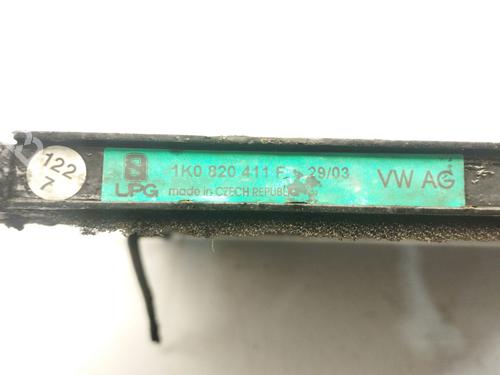 122
7
LPG
1K0 820 411 F 29/03
made in CZECH REPUBLIC
VW AG